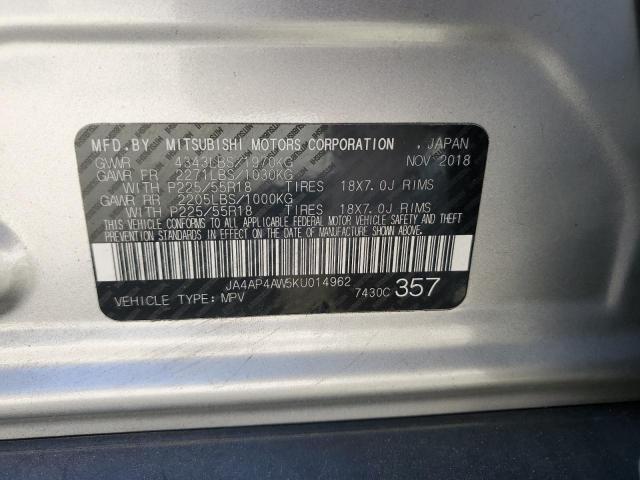 MFD.BY MITSUBISHI MOTORS CORPORATION , JAPAN
GVWR 4343LBS/1970KG NOV 2018
GAWR FR 2271LBS/1030KG
WITH P225/55R18 TIRES 18X7.0J RIMS
GAWR RR 2205LBS/1000KG
WITH P225/55R18 TIRES 18X7.0J RIMS
THIS VEHICLE CONFORMS TO ALL APPLICABLE FEDERAL MOTOR VEHICLE SAFETY AND THEFT
PREVENTION STANDARDS IN EFFECT ON THE DATE OF MANUFACTURE SHOWN ABOVE.
JA4AP4AW5KU014962
VEHICLE TYPE: MPV 7430C 357